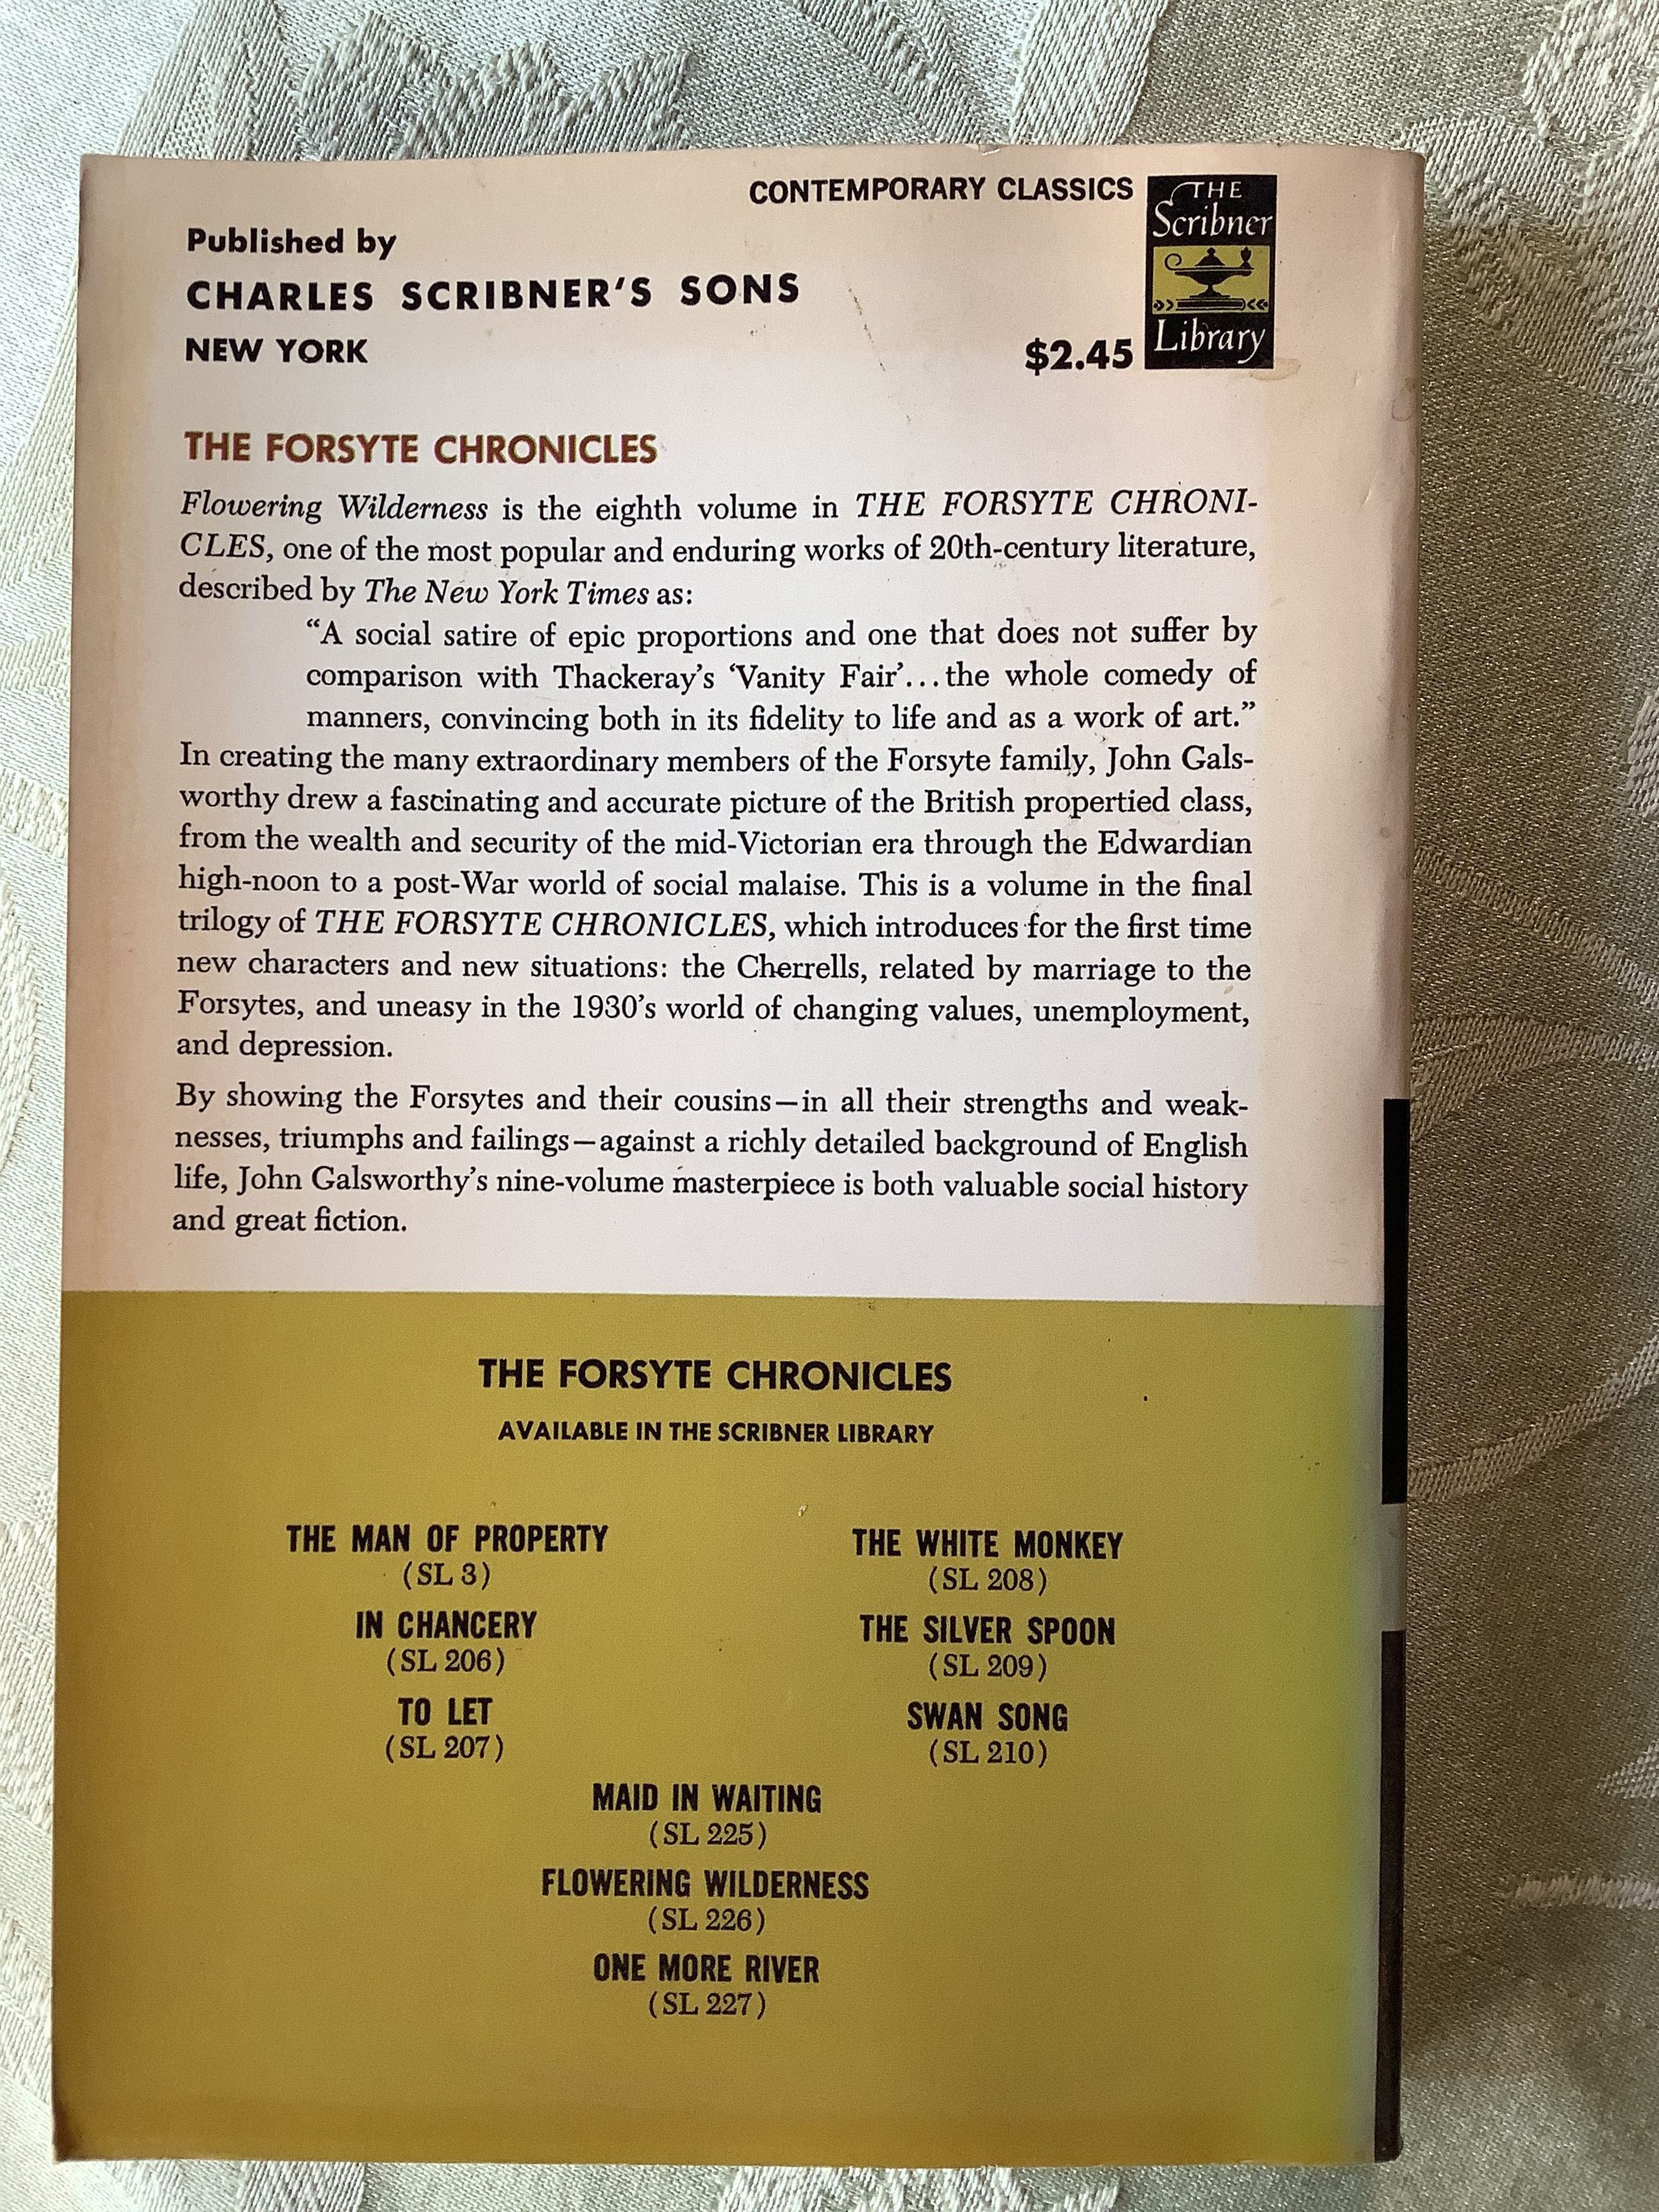 CONTEMPORARY CLASSICS
THE
Scribner
Library
Published by
CHARLES SCRIBNER'S SONS
NEW YORK
$2.45
THE FORSYTE CHRONICLES
Flowering Wilderness is the eighth volume in THE FORSYTE CHRONI-
CLES, one of the most popular and enduring works of 20th-century literature,
described by The New York Times as:
“A social satire of epic proportions and one that does not suffer by
comparison with Thackeray’s ‘Vanity Fair’...the whole comedy of
manners, convincing both in its fidelity to life and as a work of art.”
In creating the many extraordinary members of the Forsyte family, John Gals-
worthy drew a fascinating and accurate picture of the British propertied class,
from the wealth and security of the mid-Victorian era through the Edwardian
high-noon to a post-War world of social malaise. This is a volume in the final
trilogy of THE FORSYTE CHRONICLES, which introduces for the first time
new characters and new situations: the Cherrells, related by marriage to the
Forsytes, and uneasy in the 1930’s world of changing values, unemployment,
and depression.
By showing the Forsytes and their cousins—in all their strengths and weak-
nesses, triumphs and failings—against a richly detailed background of English
life, John Galsworthy’s nine-volume masterpiece is both valuable social history
and great fiction.
THE FORSYTE CHRONICLES
AVAILABLE IN THE SCRIBNER LIBRARY
THE MAN OF PROPERTY
(SL 3)
IN CHANCERY
(SL 206)
TO LET
(SL 207)
THE WHITE MONKEY
(SL 208)
THE SILVER SPOON
(SL 209)
SWAN SONG
(SL 210)
MAID IN WAITING
(SL 225)
FLOWERING WILDERNESS
(SL 226)
ONE MORE RIVER
(SL 227)